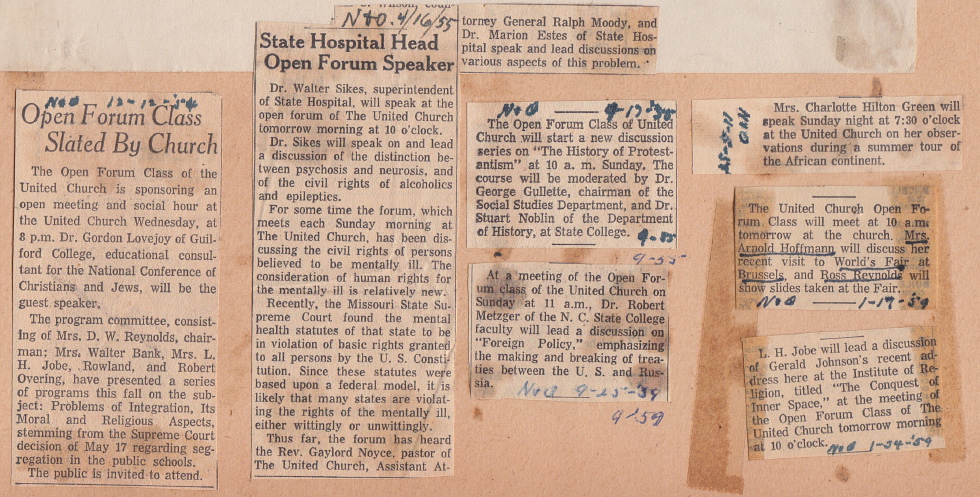 N&O 12-12-54
Open Forum Class
Slated By Church
The Open Forum Class of the
United Church is sponsoring an
open meeting and social hour at
the United Church Wednesday, at
8 p.m. Dr. Gordon Lovejoy of Guil-
ford College, educational consul-
tant for the National Conference of
Christians and Jews, will be the
guest speaker.
The program committee, consist-
ing of Mrs. D. W. Reynolds, chair-
man; Mrs. Walter Bank, Mrs. L.
H. Jobe, Rowland, and Robert
Overing, have presented a series
of programs this fall on the sub-
ject: Problems of Integration, Its
Moral and Religious Aspects,
stemming from the Supreme Court
decision of May 17 regarding seg-
regation in the public schools.
The public is invited to attend.
N&O. 4/16/55
State Hospital Head
Open Forum Speaker
Dr. Walter Sikes, superintendent
of State Hospital, will speak at the
open forum of The United Church
tomorrow morning at 10 o'clock.
Dr. Sikes will speak on and lead
a discussion of the distinction be-
tween psychosis and neurosis, and
of the civil rights of alcoholics
and epileptics.
For some time the forum, which
meets each Sunday morning at
The United Church, has been dis-
cussing the civil rights of persons
believed to be mentally ill. The
consideration of human rights for
the mentally ill is relatively new.
Recently, the Missouri State Su-
preme Court found the mental
health statutes of that state to be
in violation of basic rights granted
to all persons by the U. S. Consti-
tution. Since these statutes were
based upon a federal model, it is
likely that many states are violat-
ing the rights of the mentally ill,
either wittingly or unwittingly.
Thus far, the forum has heard
the Rev. Gaylord Noyce, pastor of
The United Church, Assistant At-
torney General Ralph Moody, and
Dr. Marion Estes of State Hos-
pital speak and lead discussions on
various aspects of this problem.
N&O 9-17-55
The Open Forum Class of United
Church will start a new discussion
series on "The History of Protest-
antism" at 10 a. m. Sunday. The
course will be moderated by Dr.
George Gullette, chairman of the
Social Studies Department, and Dr.
Stuart Noblin of the Department
of History, at State College.
9-55
9-55
At a meeting of the Open For-
um class of the United Church on
Sunday at 11 a.m., Dr. Robert
Metzger of the N. C. State College
faculty will lead a discussion on
"Foreign Policy," emphasizing
the making and breaking of trea-
ties between the U. S. and Rus-
sia.
N&O 9-25-59
9-59
Mrs. Charlotte Hilton Green will
speak Sunday night at 7:30 o'clock
at the United Church on her obser-
vations during a summer tour of
the African continent.
The United Church Open Fo-
rum Class will meet at 10 a.m.
tomorrow at the church. Mrs.
Arnold Hoffmann will discuss her
recent visit to World's Fair at
Brussels, and Ross Reynolds will
show slides taken at the Fair.
N&O 1-17-59
L. H. Jobe will lead a discussion
of Gerald Johnson's recent ad-
dress here at the Institute of Re-
ligion, titled "The Conquest of
Inner Space," at the meeting of
the Open Forum Class of The
United Church tomorrow morning
at 10 o'clock.
N&O